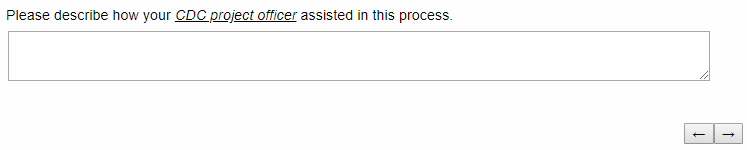 Please describe how your CDC project officer assisted in this process.
← →